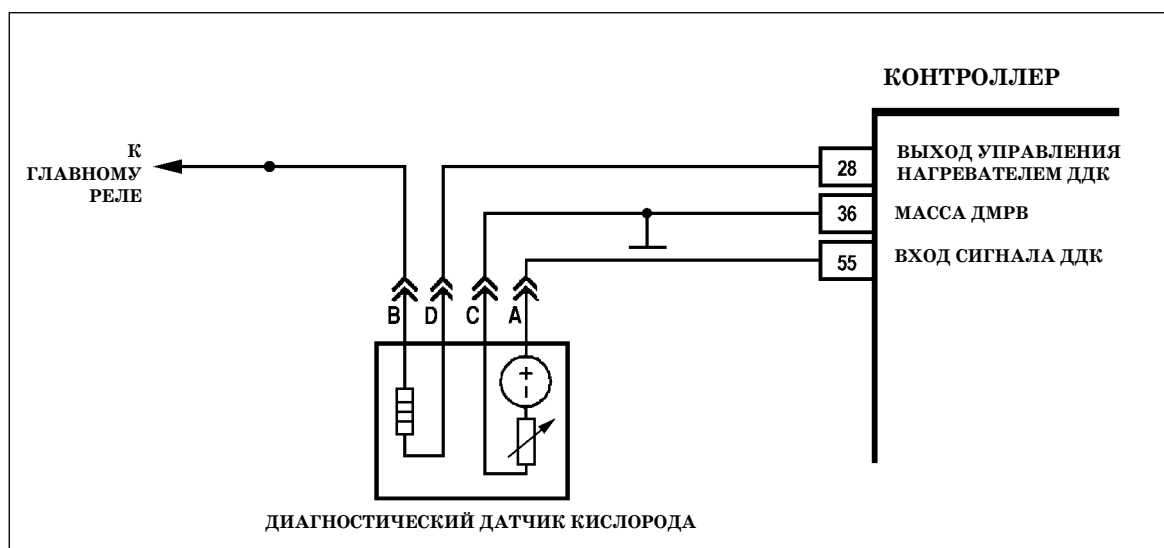 КОНТРОЛЛЕР
К
ГЛАВНОМУ
РЕЛЕ
28
ВЫХОД УПРАВЛЕНИЯ
НАГРЕВАТЕЛЕМ ДДК
36
МАССА ДМРВ
55
ВХОД СИГНАЛА ДДК
B D C A
+
-
ДИАГНОСТИЧЕСКИЙ ДАТЧИК КИСЛОРОДА